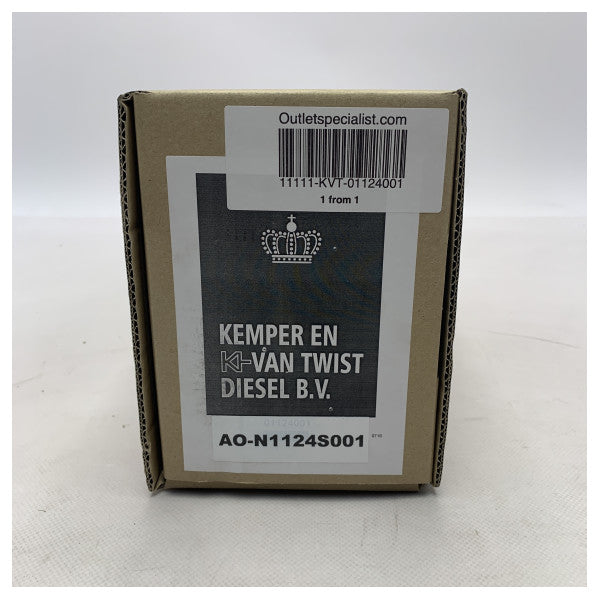 Outletspecialist.com
11111-KVT-01124001
1 from 1
KEMPER EN
K-VAN TWIST
DIESEL B.V.
01124001
AO-N1124S001